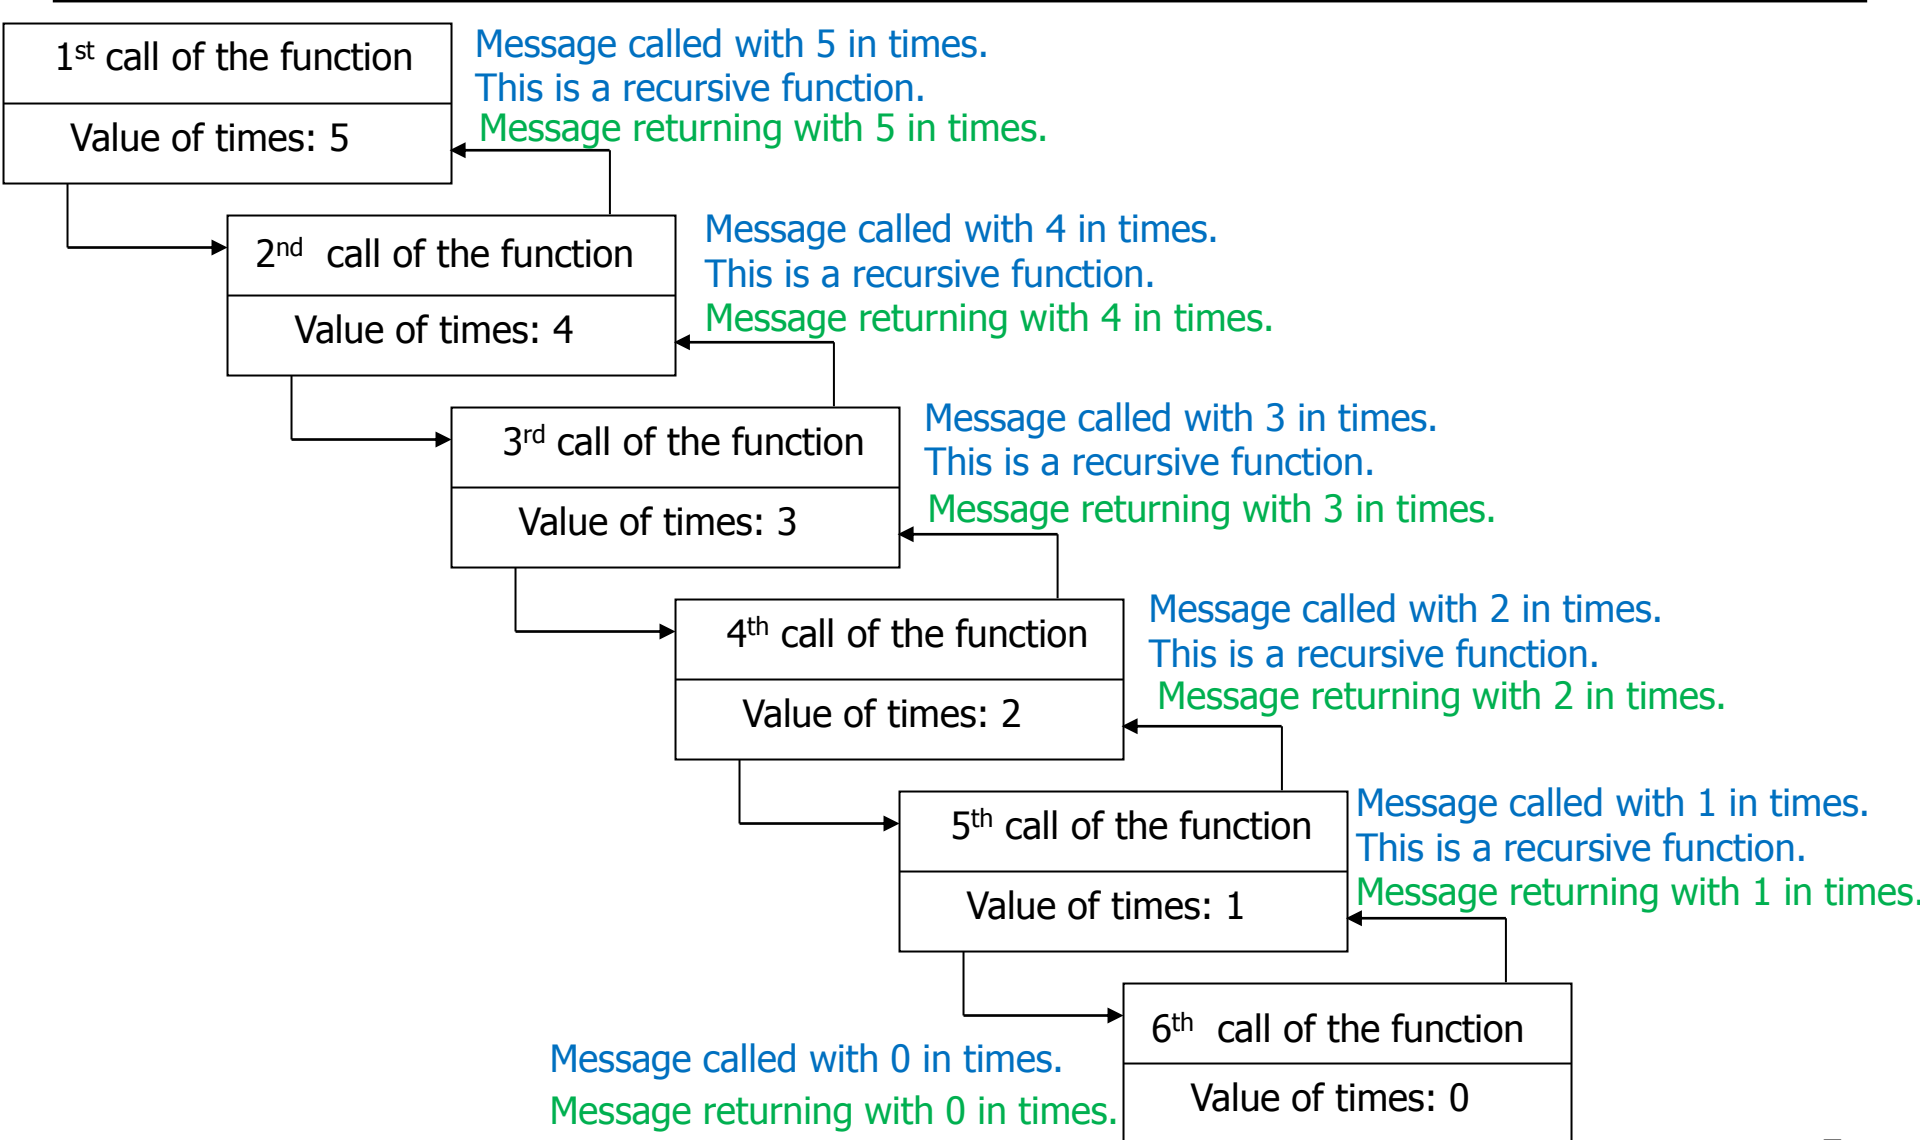 1st call of the function
Value of times: 5
Message called with 5 in times.
This is a recursive function.
Message returning with 5 in times.
2nd call of the function
Value of times: 4
Message called with 4 in times.
This is a recursive function.
Message returning with 4 in times.
3rd call of the function
Value of times: 3
Message called with 3 in times.
This is a recursive function.
Message returning with 3 in times.
4th call of the function
Value of times: 2
Message called with 2 in times.
This is a recursive function.
Message returning with 2 in times.
5th call of the function
Value of times: 1
Message called with 1 in times.
This is a recursive function.
Message returning with 1 in times.
6th call of the function
Value of times: 0
Message called with 0 in times.
Message returning with 0 in times.